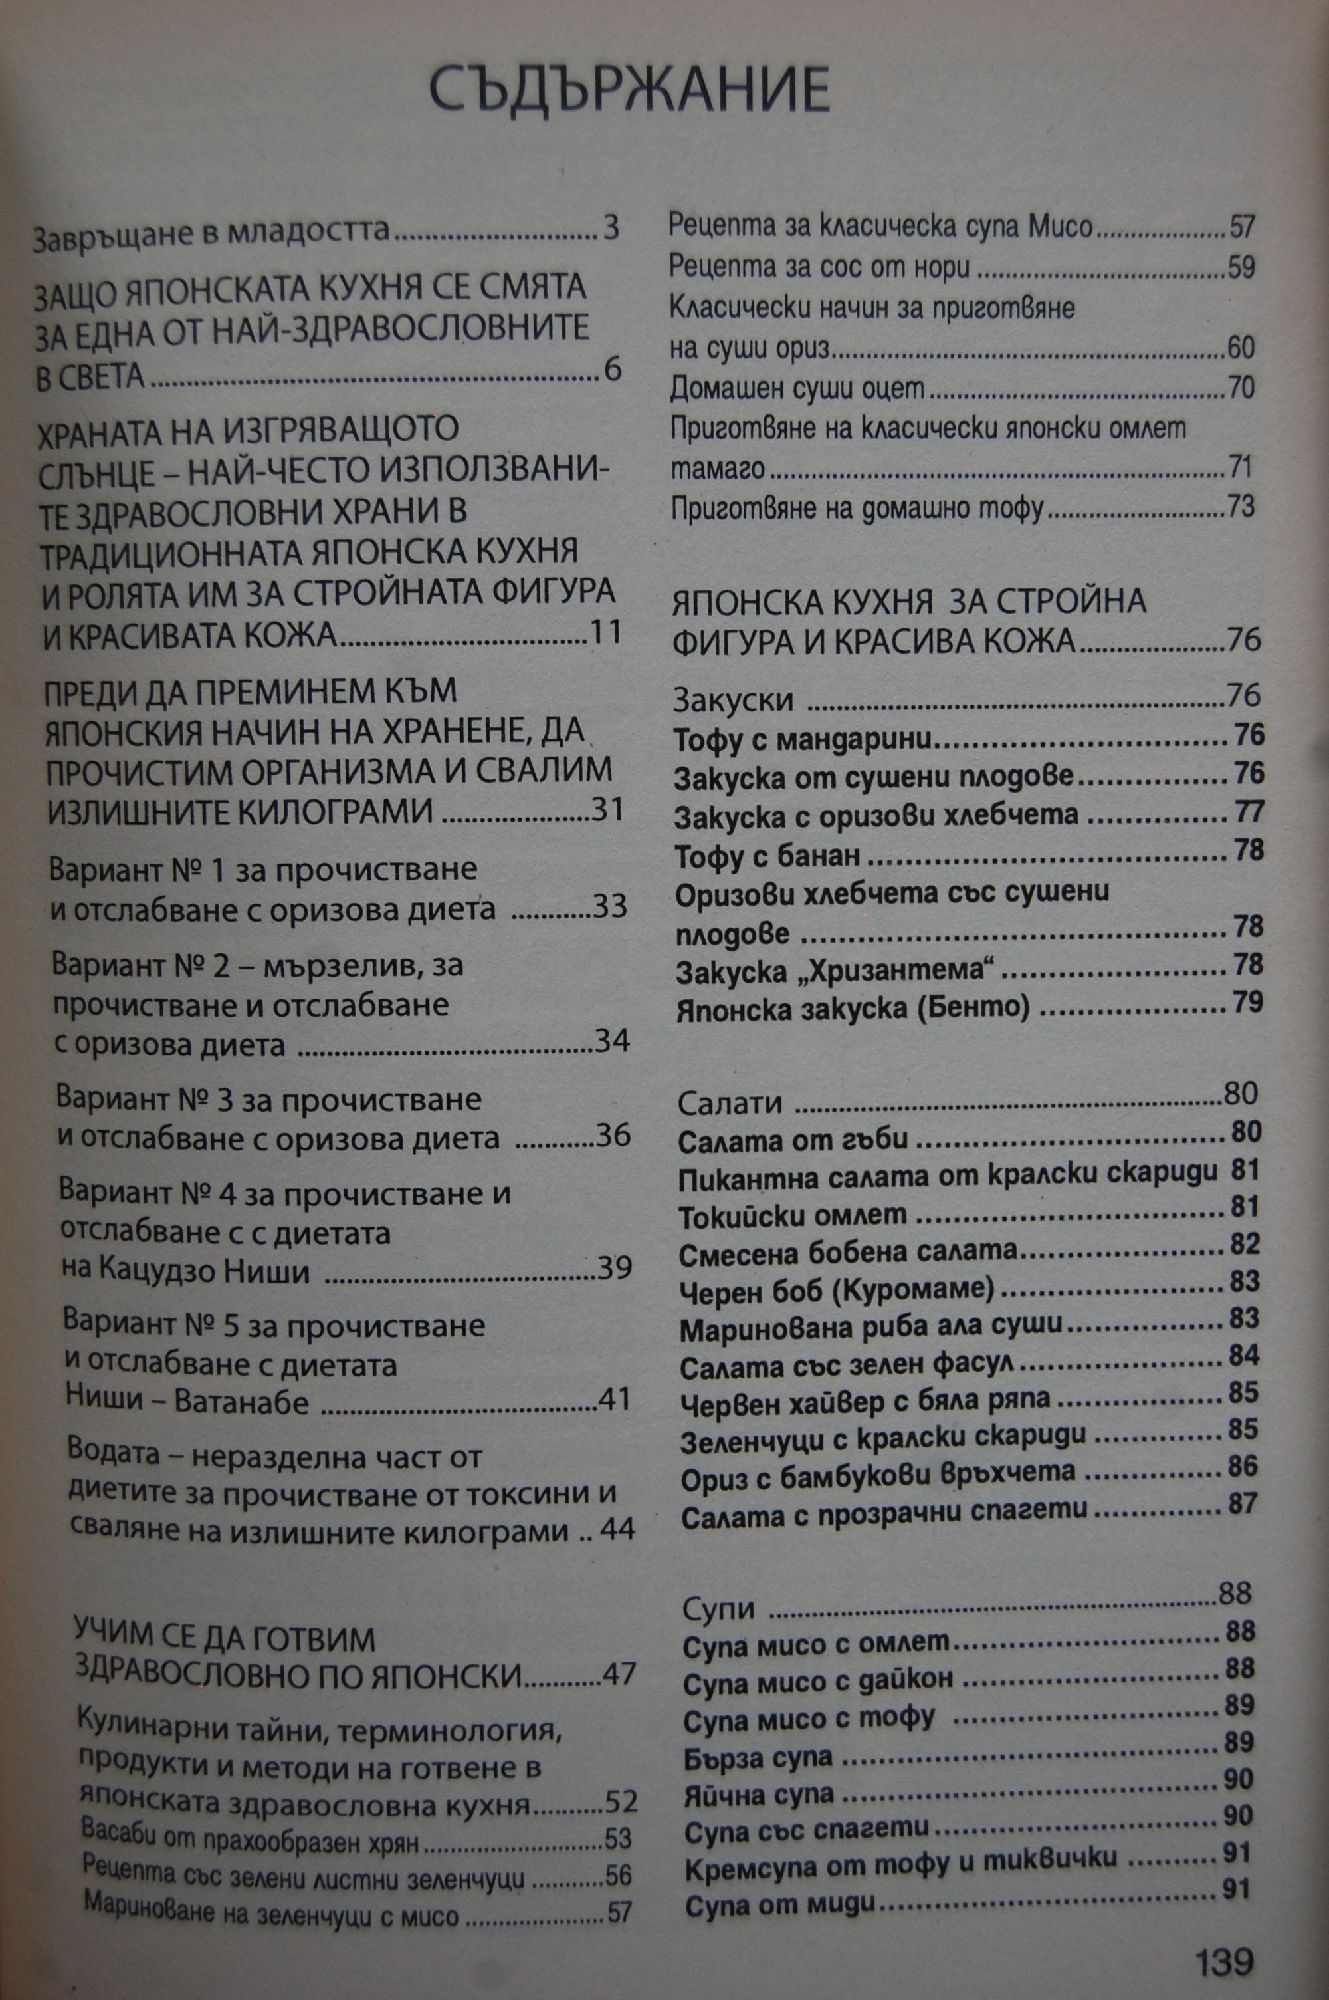 СЪДЪРЖАНИЕ
Завръщане в младостта..........................3
ЗАЩО ЯПОНСКАТА КУХНЯ СЕ СМЯТА
ЗА ЕДНА ОТ НАЙ-ЗДРАВОСЛОВНИТЕ
В СВЕТА..........................6
ХРАНАТА НА ИЗГРЯВАЩОТО
СЛЪНЦЕ – НАЙ-ЧЕСТО ИЗПОЛЗВАНИ-
ТЕ ЗДРАВОСЛОВНИ ХРАНИ В
ТРАДИЦИОННАТА ЯПОНСКА КУХНЯ
И РОЛЯТА ИМ ЗА СТРОЙНАТА ФИГУРА
И КРАСИВАТА КОЖА..........................11
ПРЕДИ ДА ПРЕМИНЕМ КЪМ
ЯПОНСКИЯ НАЧИН НА ХРАНЕНЕ, ДА
ПРОЧИСТИМ ОРГАНИЗМА И СВАЛИМ
ИЗЛИШНИТЕ КИЛОГРАМИ ..........................31
Вариант № 1 за прочистване
и отслабване с оризова диета ...........33
Вариант № 2 – мързелив, за
прочистване и отслабване
с оризова диета ..........................34
Вариант № 3 за прочистване
и отслабване с оризова диета ...........36
Вариант № 4 за прочистване и
отслабване с с диетата
на Кацудзо Ниши ..........................39
Вариант № 5 за прочистване
и отслабване с диетата
Ниши – Ватанабе ..........................41
Водата – неразделна част от
диетите за прочистване от токсини и
сваляне на излишните килограми .. 44
УЧИМ СЕ ДА ГОТВИМ
ЗДРАВОСЛОВНО ПО ЯПОНСКИ...........47
Кулинарни тайни, терминология,
продукти и методи на готвене в
японската здравословна кухня..........52
Васаби от прахообразен хрян..........................53
Рецепта със зелени листни зеленчуци ...........56
Мариноване на зеленчуци с мисо ....................57
Рецепта за класическа супа Мисо....................57
Рецепта за сос от нори ..........................59
Класически начин за приготвяне
на суши ориз..........................60
Домашен суши оцет..........................70
Приготвяне на класически японски омлет
тамаго..........................71
Приготвяне на домашно тофу..........................73
ЯПОНСКА КУХНЯ ЗА СТРОЙНА
ФИГУРА И КРАСИВА КОЖА....................76
Закуски ..........................76
Тофу с мандарини..........................76
Закуска от сушени плодове................76
Закуска с оризови хлебчета ...............77
Тофу с банан ..........................78
Оризови хлебчета със сушени
плодове ..........................78
Закуска „Хризантема“ ........................78
Японска закуска (Бенто) ....................79
Салати ..........................80
Салата от гъби ..........................80
Пикантна салата от кралски скариди 81
Токийски омлет ..........................81
Смесена бобена салата......................82
Черен боб (Куромаме)........................83
Маринована риба ала суши.................83
Салата със зелен фасул......................84
Червен хайвер с бяла ряпа ..................85
Зеленчуци с кралски скариди ..............85
Ориз с бамбукови връхчета ...............86
Салата с прозрачни спагети ..............87
Супи ..........................88
Супа мисо с омлет..........................88
Супа мисо с дайкон ..........................88
Супа мисо с тофу ..........................89
Бърза супа ..........................89
Яйчна супа ..........................90
Супа със спагети..........................90
Кремсупа от тофу и тиквички ..........91
Супа от миди..........................91
139